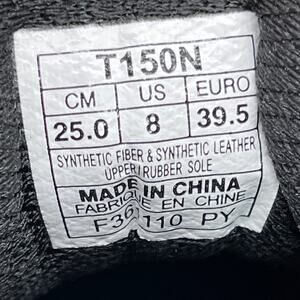 T150N
CM US EURO
25.0 8 39.5
SYNTHETIC FIBER & SYNTHETIC LEATHER
UPPER RUBBER SOLE
MADE IN CHINA
FABRIQUE EN CHINE
110 PY